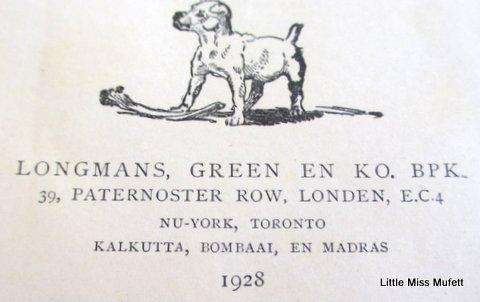 LONGMANS, GREEN EN KO. BPK.
39, PATERNOSTER ROW, LONDEN, E.C.4
NU-YORK, TORONTO
KALKUTTA, BOMBAAI, EN MADRAS
1928
Little Miss Mufett